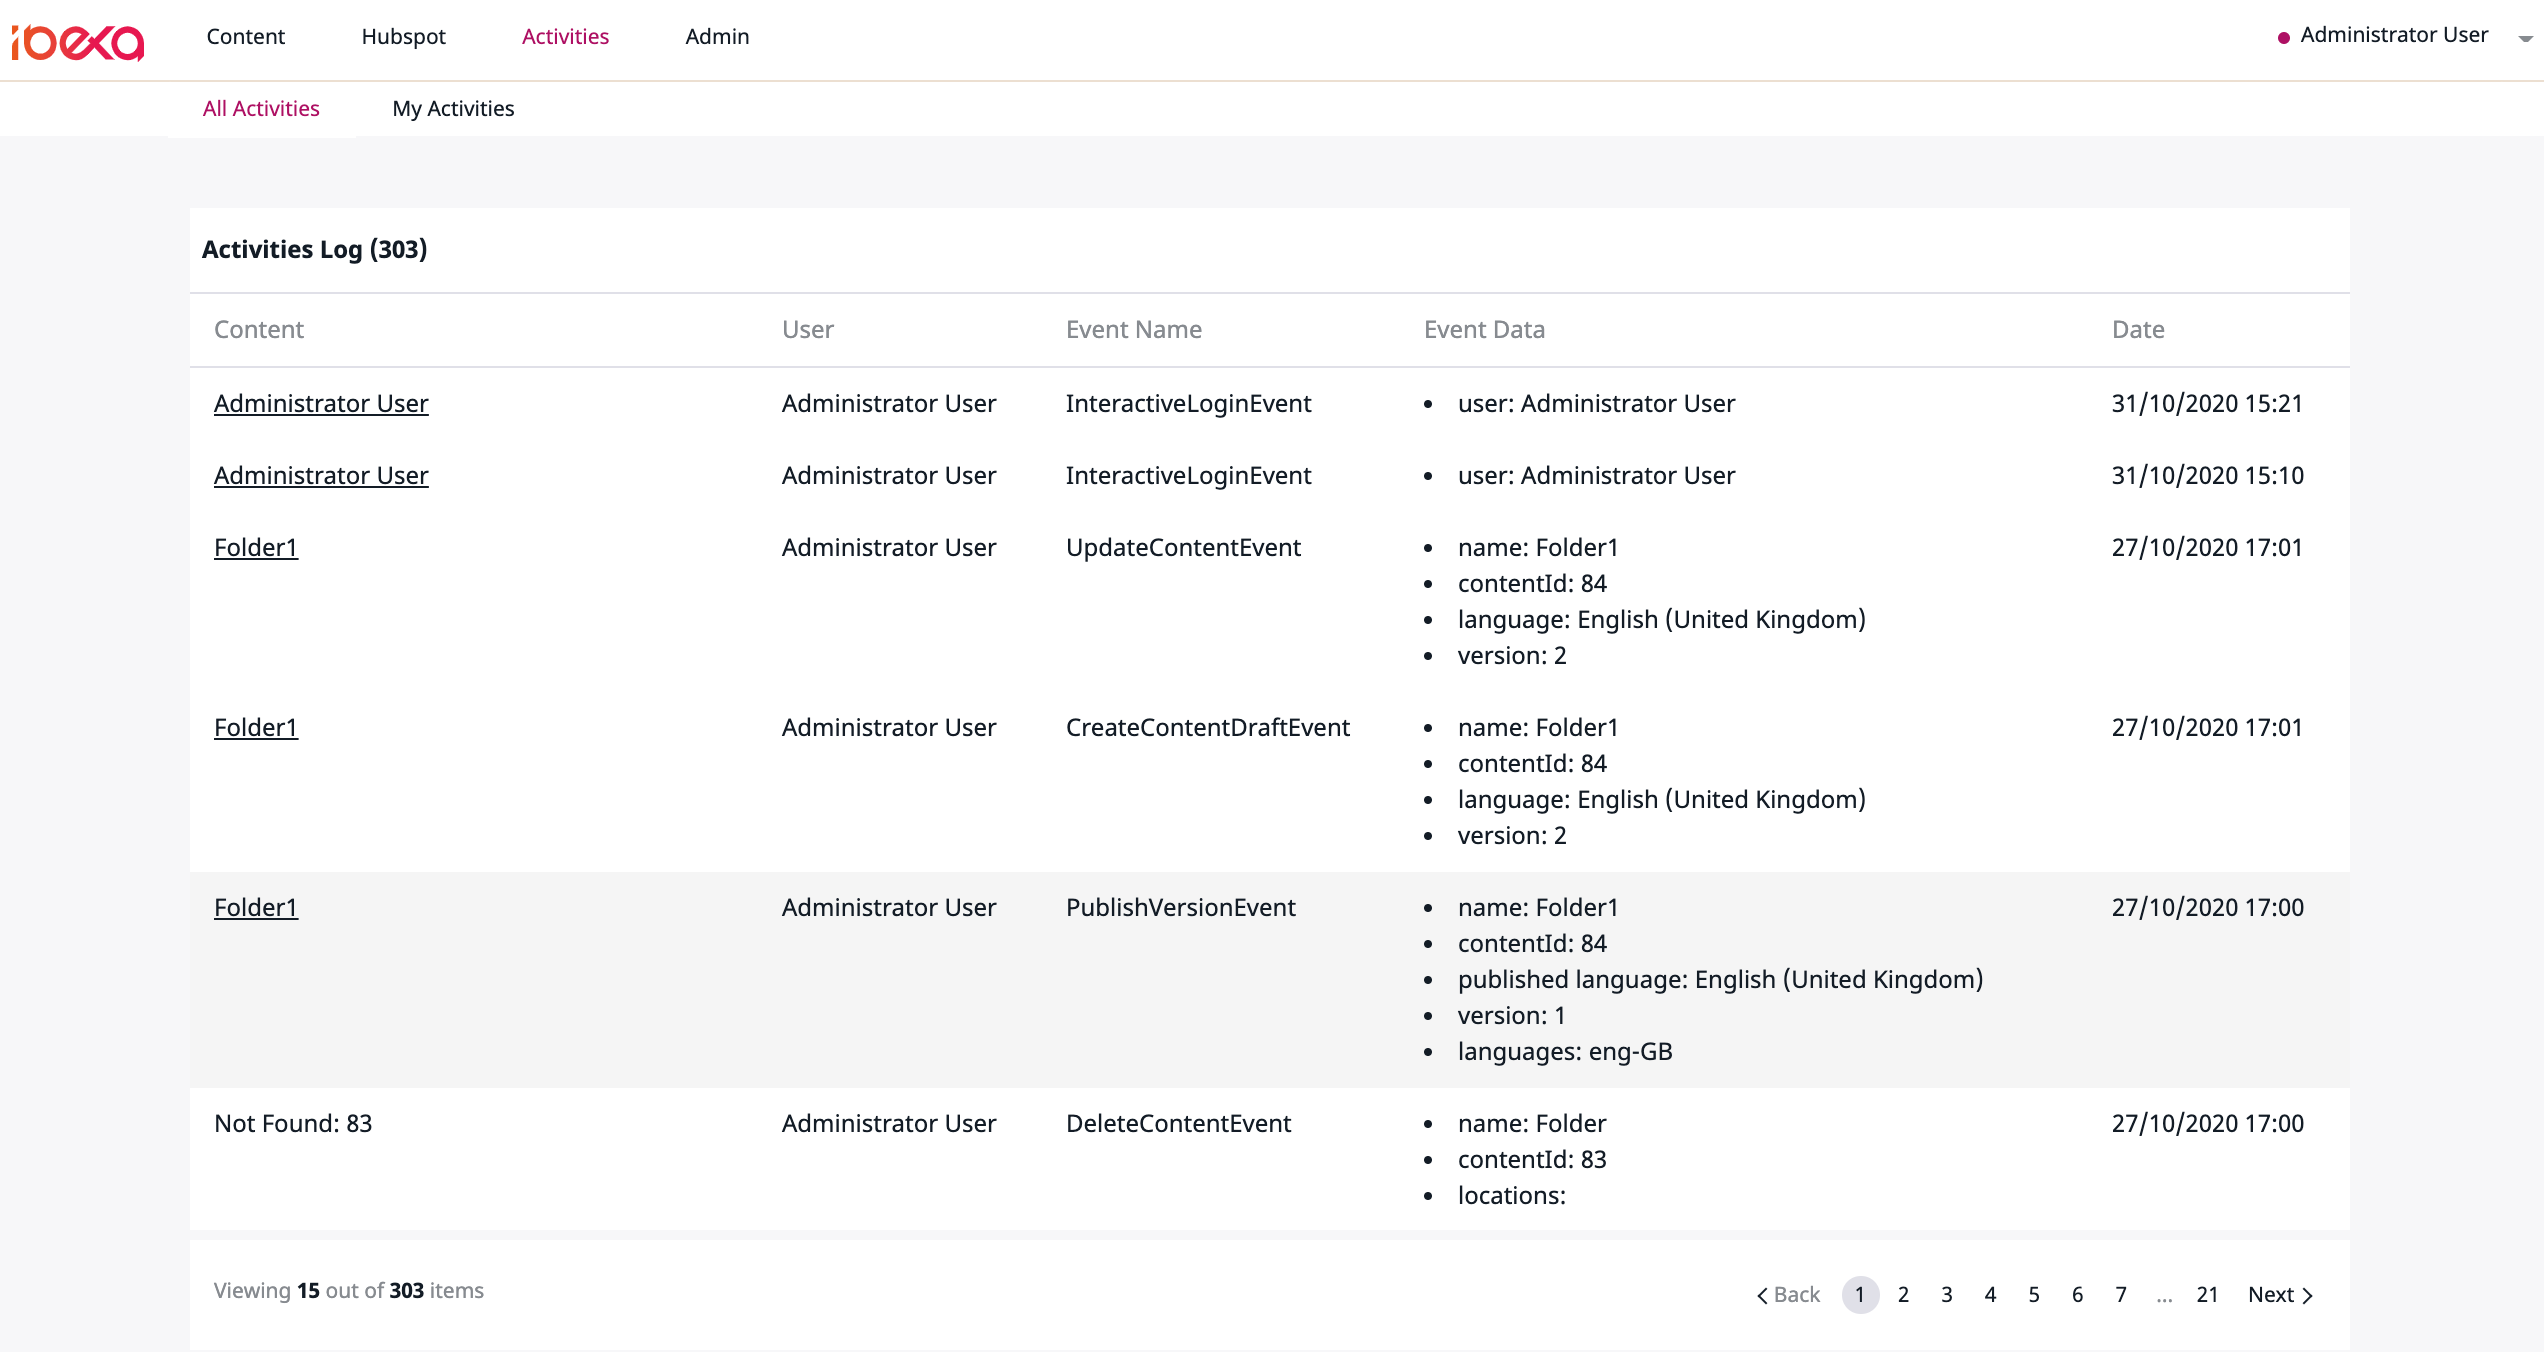 ibexa Content Hubspot Activities Admin Administrator User
All Activities My Activities
Activities Log (303)
Content User Event Name Event Data Date
Administrator User Administrator User InteractiveLoginEvent • user: Administrator User 31/10/2020 15:21
Administrator User Administrator User InteractiveLoginEvent • user: Administrator User 31/10/2020 15:10
Folder1 Administrator User UpdateContentEvent • name: Folder1 27/10/2020 17:01
• contentId: 84
• language: English (United Kingdom)
• version: 2
Folder1 Administrator User CreateContentDraftEvent • name: Folder1 27/10/2020 17:01
• contentId: 84
• language: English (United Kingdom)
• version: 2
Folder1 Administrator User PublishVersionEvent • name: Folder1 27/10/2020 17:00
• contentId: 84
• published language: English (United Kingdom)
• version: 1
• languages: eng-GB
Not Found: 83 Administrator User DeleteContentEvent • name: Folder 27/10/2020 17:00
• contentId: 83
• locations:
Viewing 15 out of 303 items Back 1 2 3 4 5 6 7 ... 21 Next